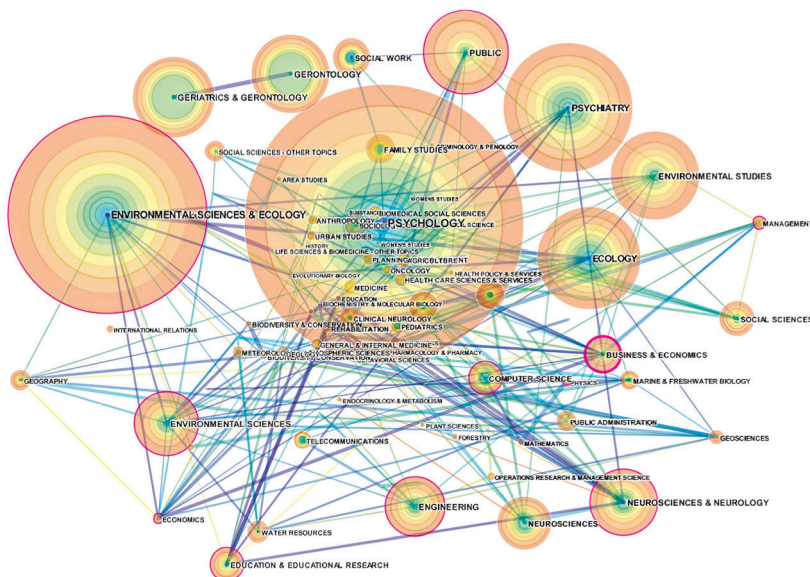 SOCIAL WORK
PUBLIC
GERONTOLOGY
GERIATRICS & GERONTOLOGY
PSYCHIATRY
SOCIAL SCIENCES - OTHER TOPICS
FAMILY STUDIES
CRIMINOLOGY & PENOLOGY
AREA STUDIES
ENVIRONMENTAL STUDIES
WOMENS STUDIES
ENVIRONMENTAL SCIENCES & ECOLOGY
SUBSTANCE
BIOMEDICAL SOCIAL SCIENCES
ANTHROPOLOGY
PSYCHOLOGY
SCIENCE
MANAGEMENT
URBAN STUDIES
HISTORY
WOMENS STUDIES
LIFE SCIENCES & BIOMEDICINE - OTHER TOPICS
PLANNING
ECOLOGY
ONCOLOGY
EVOLUTIONARY BIOLOGY
HEALTH POLICY & SERVICES
HEALTH CARE SCIENCES & SERVICES
MEDICINE
EDUCATION
BIOCHEMISTRY & MOLECULAR BIOLOGY
CLINICAL NEUROLOGY
SOCIAL SCIENCES
BIODIVERSITY & CONSERVATION
REHABILITATION
PEDIATRICS
INTERNATIONAL RELATIONS
GENERAL & INTERNAL MEDICINE
BUSINESS & ECONOMICS
GEOGRAPHY
COMPUTER SCIENCE
PHYSICS
MARINE & FRESHWATER BIOLOGY
ENDOCRINOLOGY & METABOLISM
ENVIRONMENTAL SCIENCES
PLANT SCIENCES
PUBLIC ADMINISTRATION
TELECOMMUNICATIONS
FORESTRY
MATHEMATICS
GEOSCIENCES
OPERATIONS RESEARCH & MANAGEMENT SCIENCE
NEUROSCIENCES & NEUROLOGY
ENGINEERING
ECONOMICS
NEUROSCIENCES
WATER RESOURCES
EDUCATION & EDUCATIONAL RESEARCH